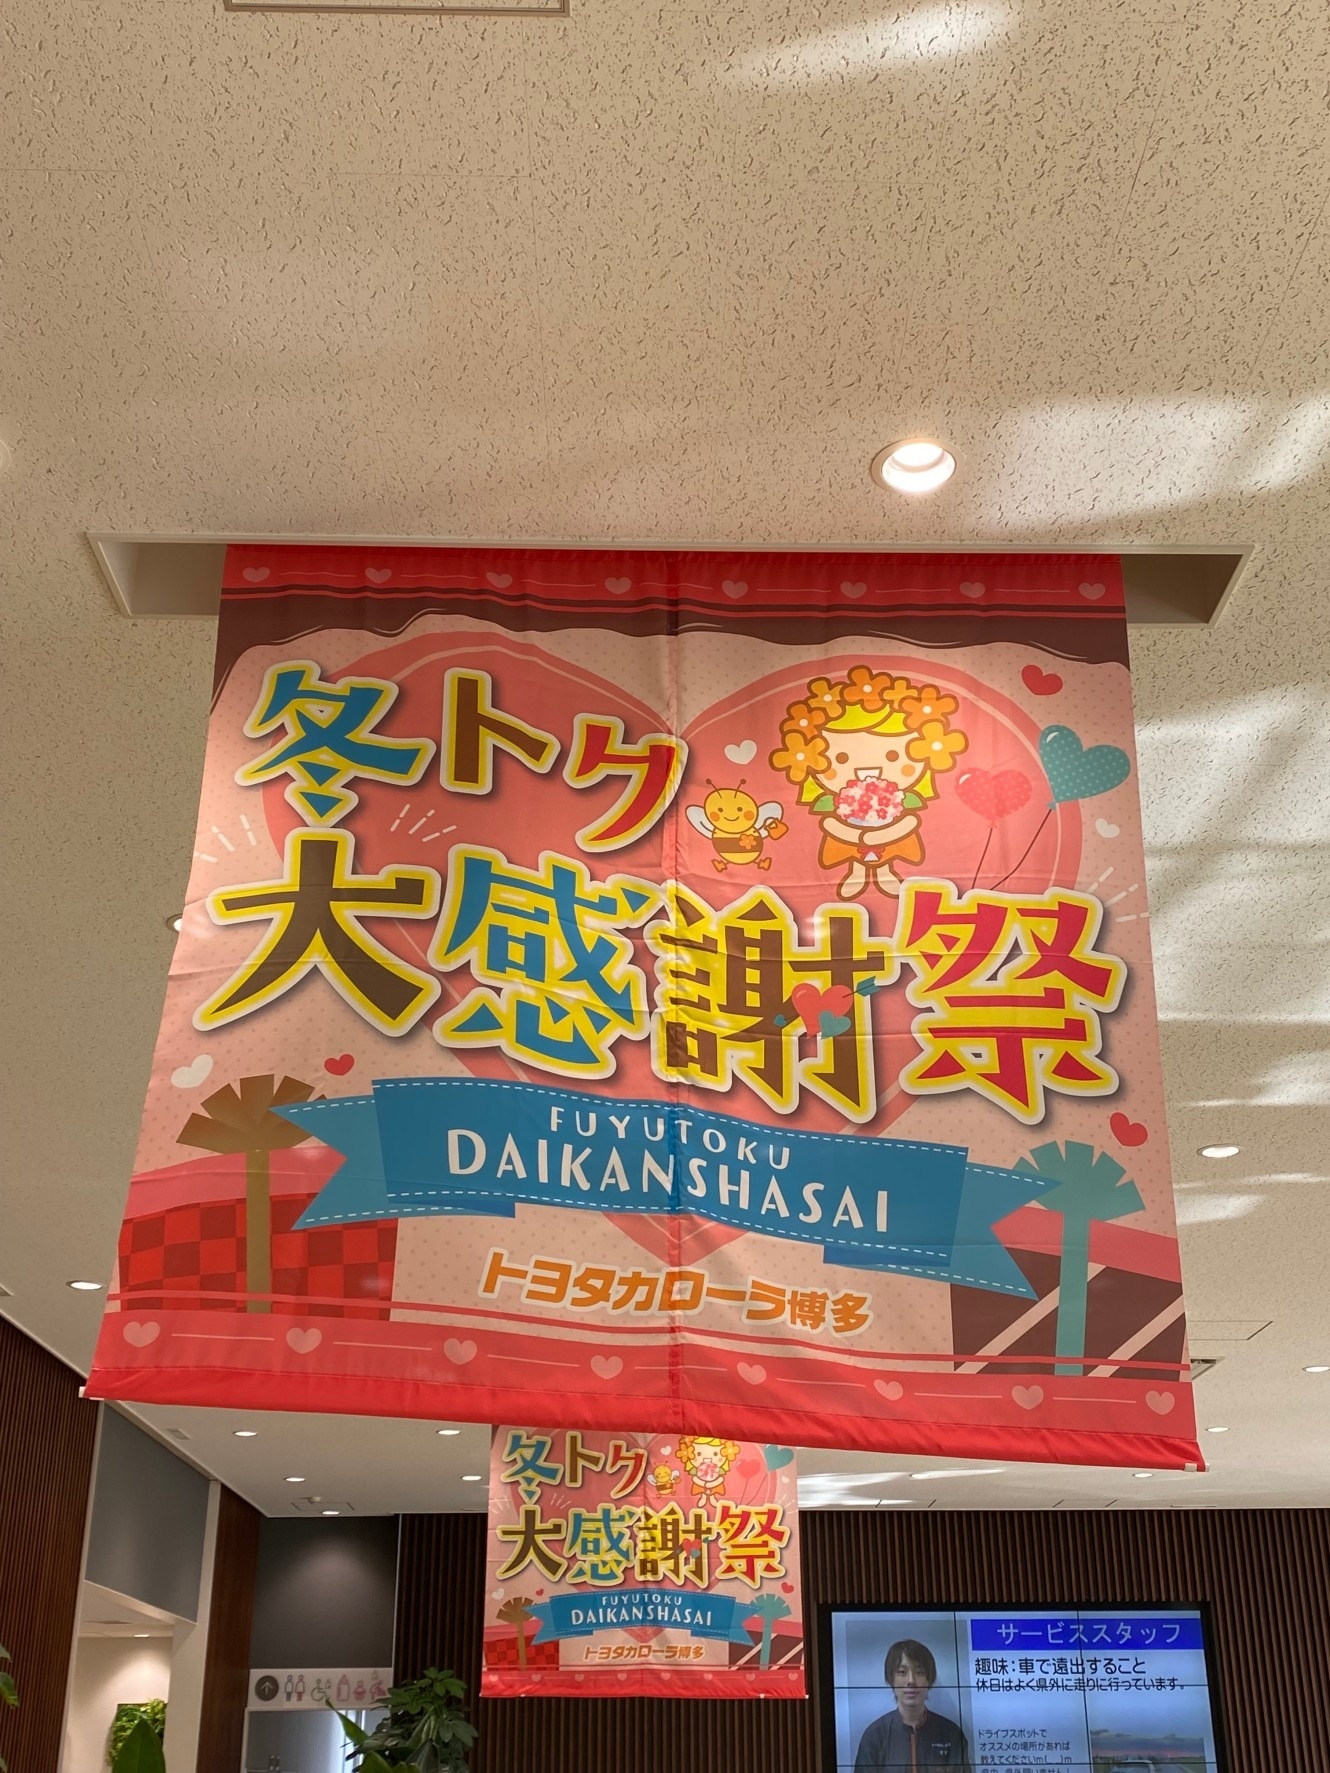 冬トク
大感謝祭
FUYUTOKU
DAIKANSHASAI
トヨタカローラ博多
冬トク
大感謝祭
FUYUTOKU
DAIKANSHASAI
トヨタカローラ博多
サービススタッフ
趣味：車で遠出すること
休日はよく県外に走りに行っています。
ドライブスポットで
オススメの場所があれば
教えてくださいm(__)m